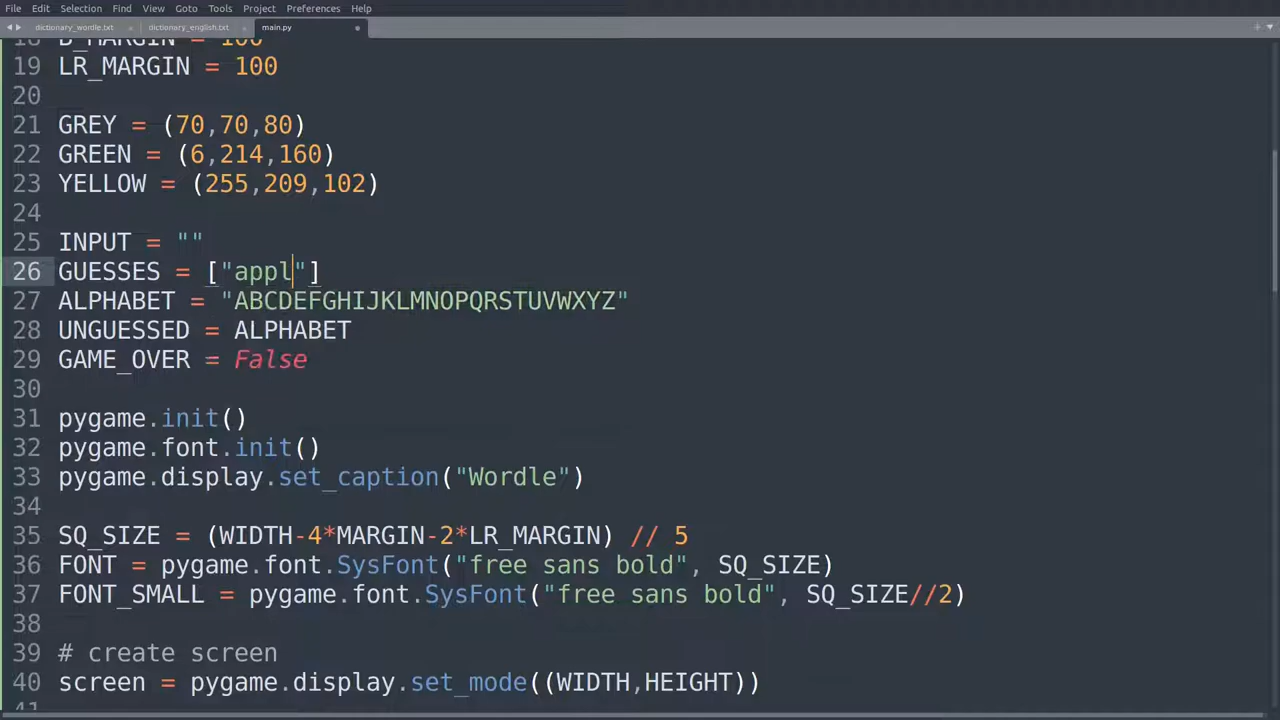 File Edit Selection Find View Goto Tools Project Preferences Help
dictionary_wordle.txt dictionary_english.txt main.py
18 B_MARGIN = 100
19 LR_MARGIN = 100
20
21 GREY = (70,70,80)
22 GREEN = (6,214,160)
23 YELLOW = (255,209,102)
24
25 INPUT = ""
26 GUESSES = ["appl"]
27 ALPHABET = "ABCDEFGHIJKLMNOPQRSTUVWXYZ"
28 UNGUESSED = ALPHABET
29 GAME_OVER = False
30
31 pygame.init()
32 pygame.font.init()
33 pygame.display.set_caption("Wordle")
34
35 SQ_SIZE = (WIDTH-4*MARGIN-2*LR_MARGIN) // 5
36 FONT = pygame.font.SysFont("free sans bold", SQ_SIZE)
37 FONT_SMALL = pygame.font.SysFont("free sans bold", SQ_SIZE//2)
38
39 # create screen
40 screen = pygame.display.set_mode((WIDTH,HEIGHT))
41